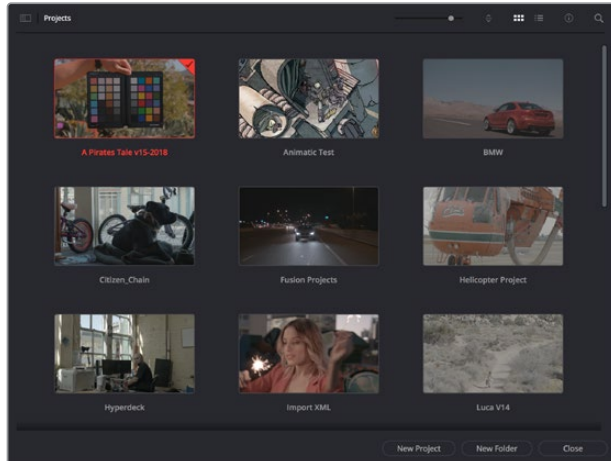 Projects
A Pirates Tale v15-2018
Animatic Test
BMW
Citizen_Chain
Fusion Projects
Helicopter Project
Hyperdeck
Import XML
Luca V14
New Project
New Folder
Close